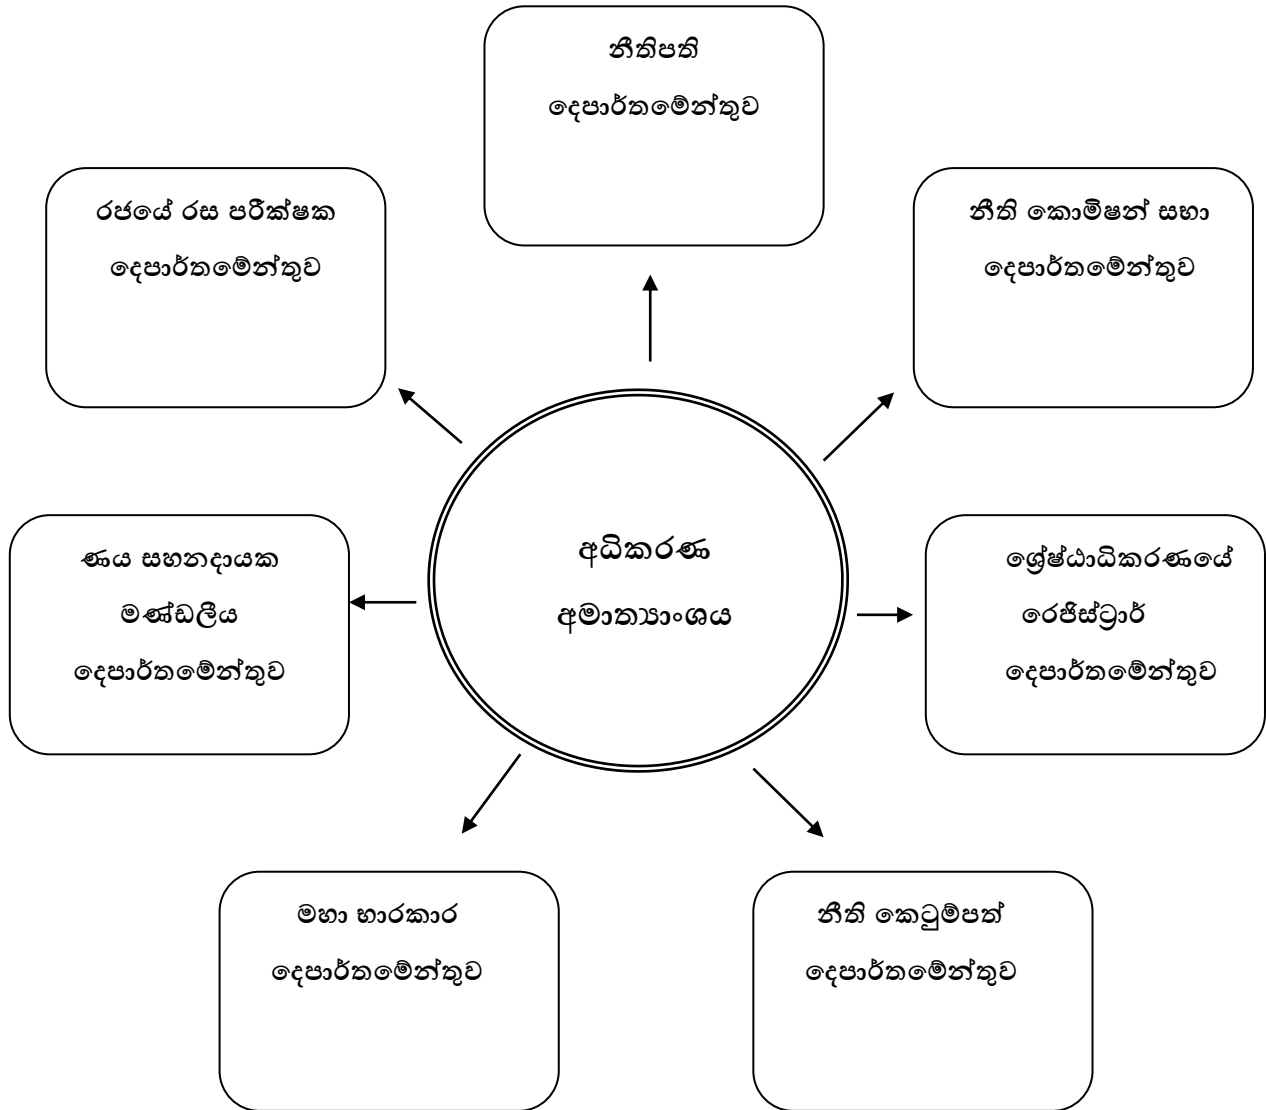 නීතිපති
දෙපාර්තමේන්තුව
රජයේ රස පරීක්ෂක
දෙපාර්තමේන්තුව
නීති කොමිෂන් සභා
දෙපාර්තමේන්තුව
අධිකරණ
අමාත්‍යාංශය
ණය සහනදායක
මණ්ඩලීය
දෙපාර්තමේන්තුව
ශ්‍රේෂ්ඨාධිකරණයේ
රෙජිස්ට්‍රාර්
දෙපාර්තමේන්තුව
මහා භාරකාර
දෙපාර්තමේන්තුව
නීති කෙටුම්පත්
දෙපාර්තමේන්තුව